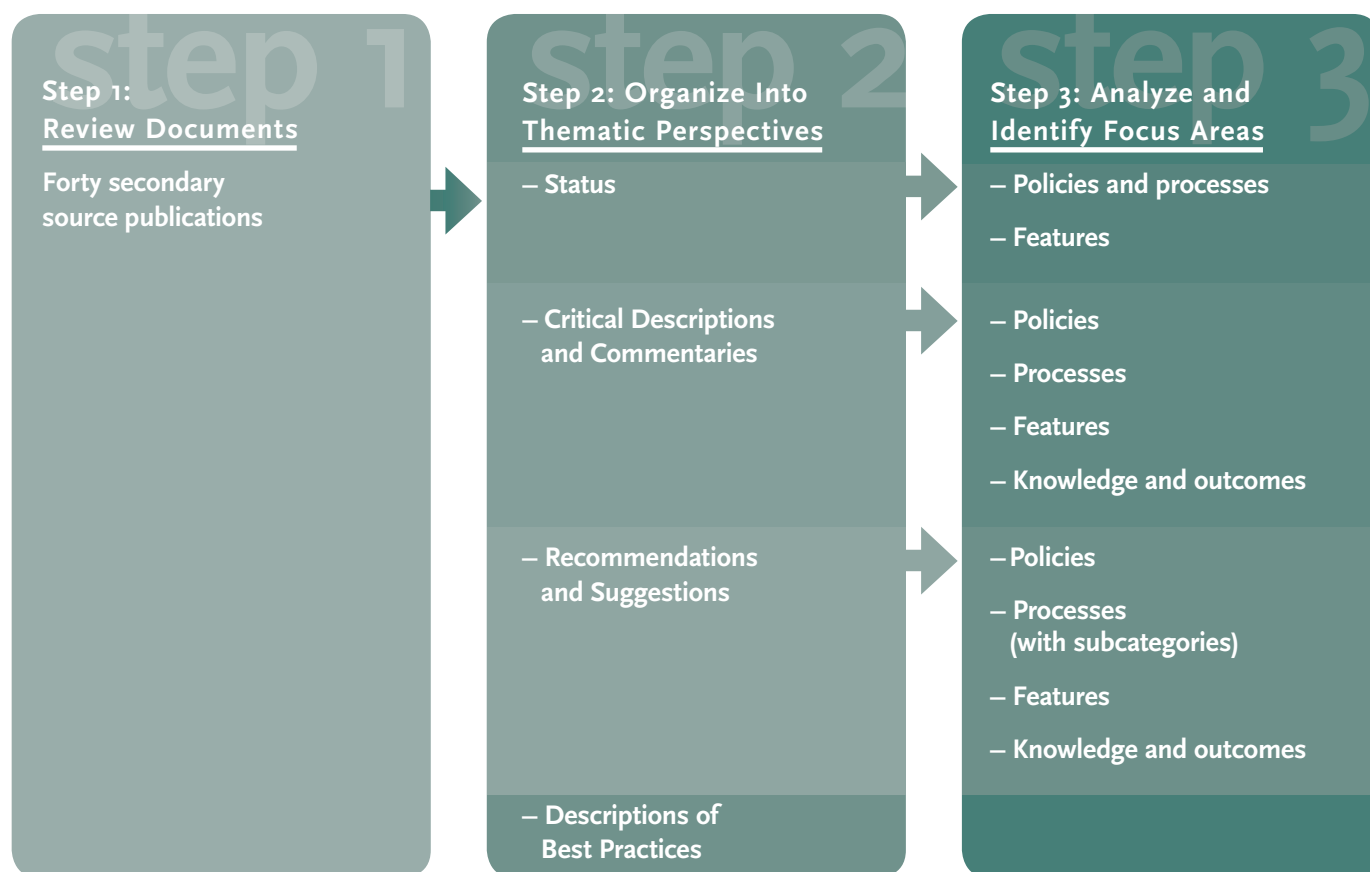 step 1
Step 1:
Review Documents
Forty secondary
source publications
step 2
Step 2: Organize Into
Thematic Perspectives
– Status
– Critical Descriptions
and Commentaries
– Recommendations
and Suggestions
– Descriptions of
Best Practices
step 3
Step 3: Analyze and
Identify Focus Areas
– Policies and processes
– Features
– Policies
– Processes
– Features
– Knowledge and outcomes
– Policies
– Processes
(with subcategories)
– Features
– Knowledge and outcomes